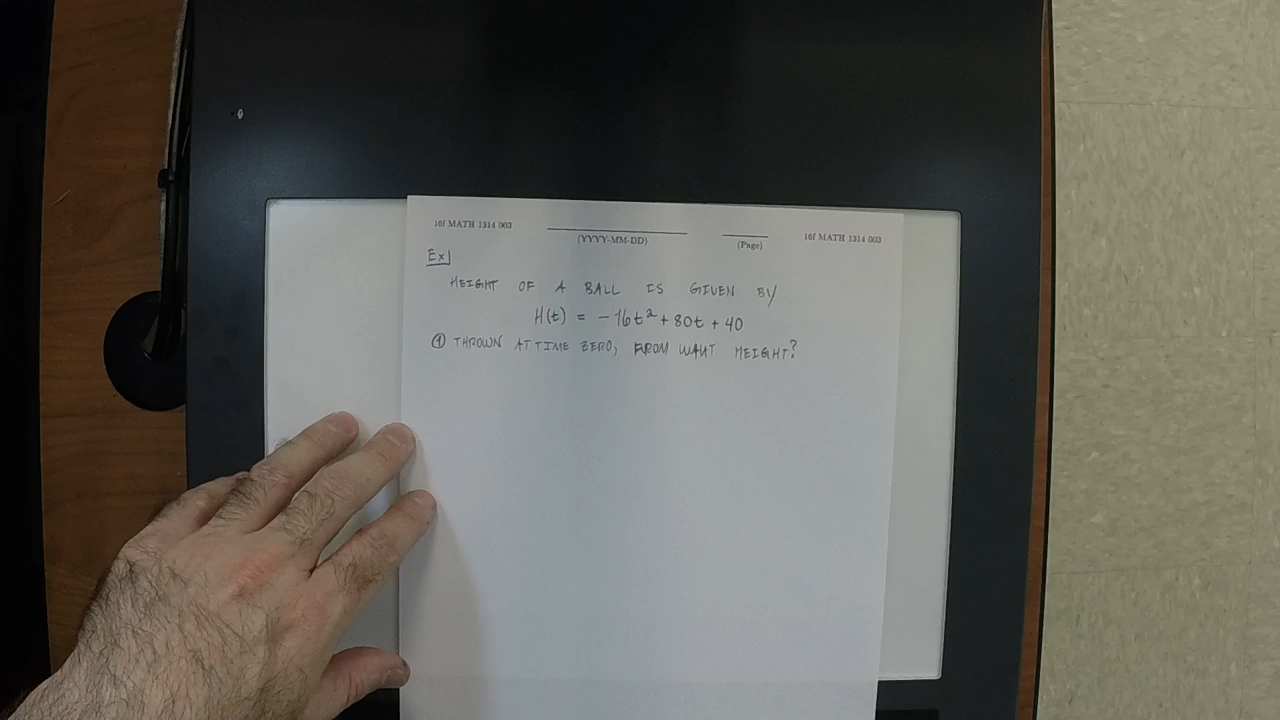 16f MATH 1314 003
(YYYY-MM-DD)
(Page)
16f MATH 1314 003
Ex]
HEIGHT OF A BALL IS GIVEN BY
H(t) = -16t² + 80t + 40
① THROWN AT TIME ZERO, FROM WAHT HEIGHT?